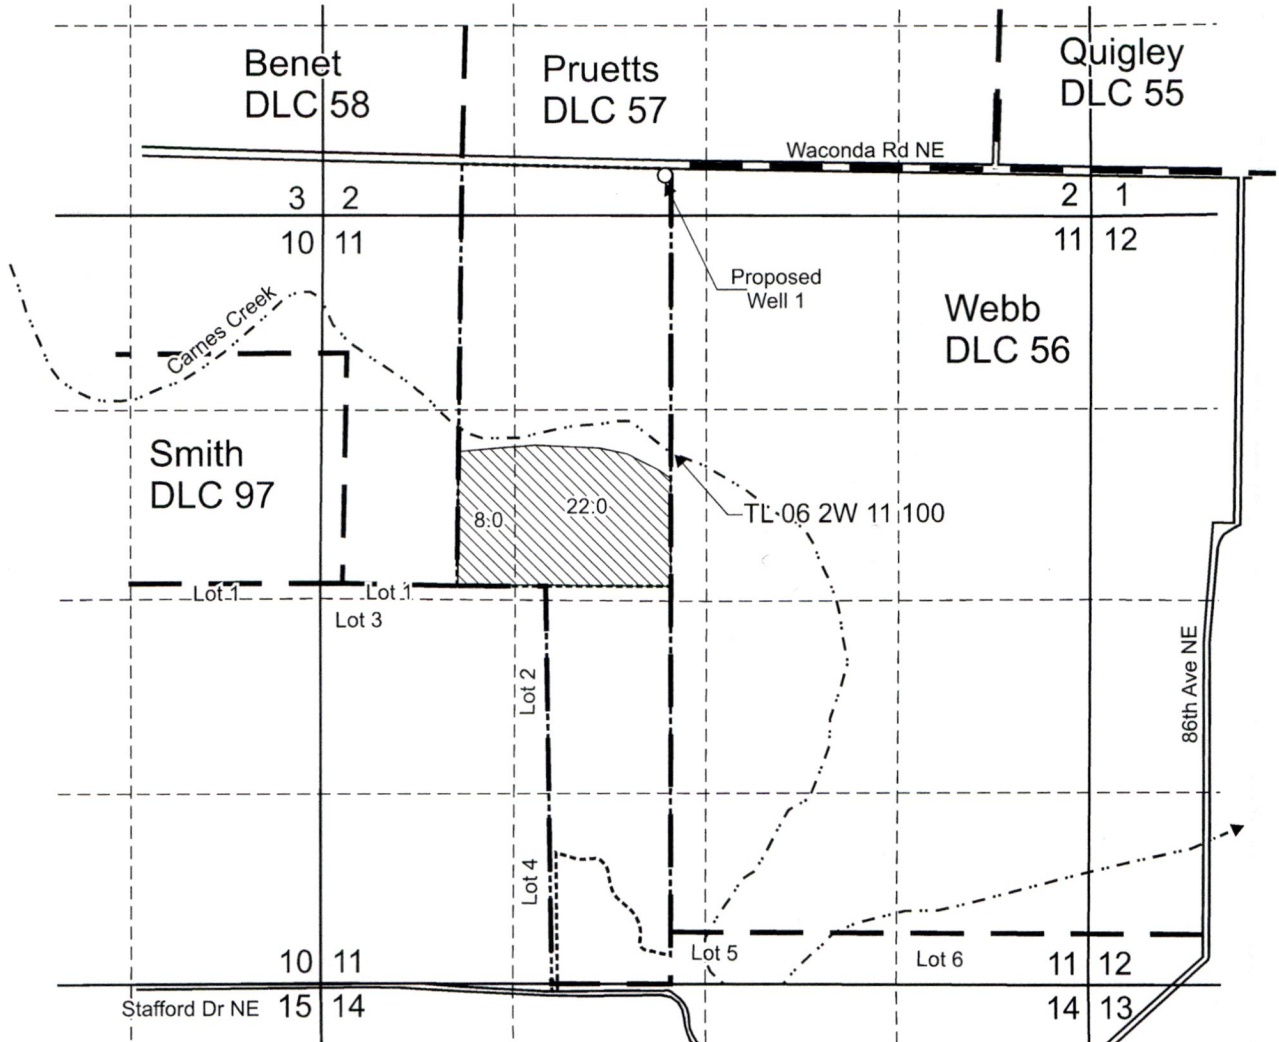 Benet
DLC 58
Pruetts
DLC 57
Quigley
DLC 55
Waconda Rd NE
3 2
10 11
2 1
11 12
Proposed
Well 1
Carnes Creek
Webb
DLC 56
Smith
DLC 97
8.0
22.0
TL 06 2W 11 100
Lot 1
Lot 1
Lot 3
Lot 2
86th Ave NE
Lot 4
Lot 5
Lot 6
10 11
15 14
11 12
14 13
Stafford Dr NE